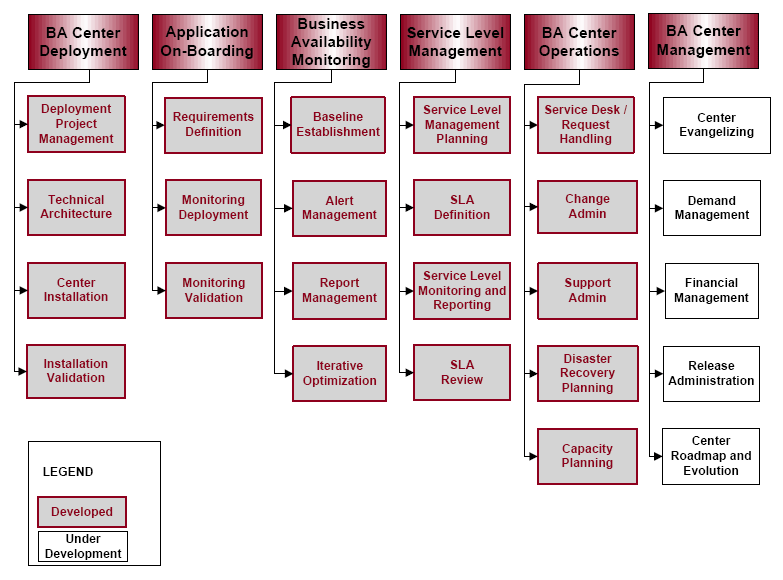 BA Center
Deployment
Application
On-Boarding
Business
Availability
Monitoring
Service Level
Management
BA Center
Operations
BA Center
Management
Deployment
Project
Management
Technical
Architecture
Center
Installation
Installation
Validation
Requirements
Definition
Monitoring
Deployment
Monitoring
Validation
Baseline
Establishment
Alert
Management
Report
Management
Iterative
Optimization
Service Level
Management
Planning
SLA
Definition
Service Level
Monitoring and
Reporting
SLA
Review
Service Desk /
Request
Handling
Change
Admin
Support
Admin
Disaster
Recovery
Planning
Capacity
Planning
Center
Evangelizing
Demand
Management
Financial
Management
Release
Administration
Center
Roadmap and
Evolution
LEGEND
Developed
Under
Development